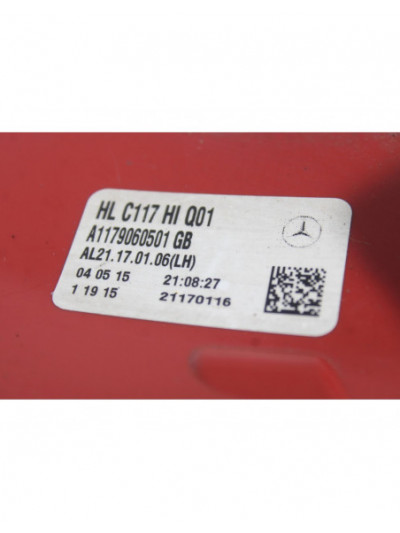 HL C117 HI Q01
A1179060501 GB
AL21.17.01.06(LH)
04 05 15 21:08:27
1 19 15 21170116